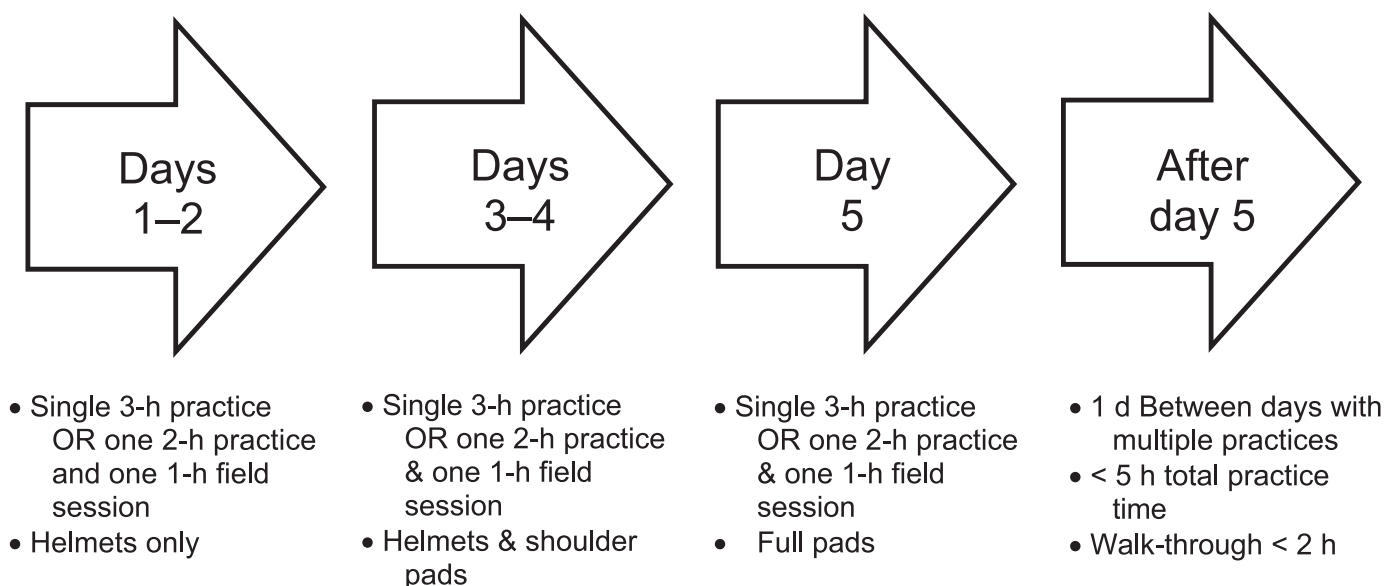 Days
1–2
Days
3–4
Day
5
After
day 5
• Single 3-h practice
OR one 2-h practice
and one 1-h field
session
• Helmets only
• Single 3-h practice
OR one 2-h practice
& one 1-h field
session
• Helmets & shoulder
pads
• Single 3-h practice
OR one 2-h practice
& one 1-h field
session
• Full pads
• 1 d Between days with
multiple practices
• < 5 h total practice
time
• Walk-through < 2 h